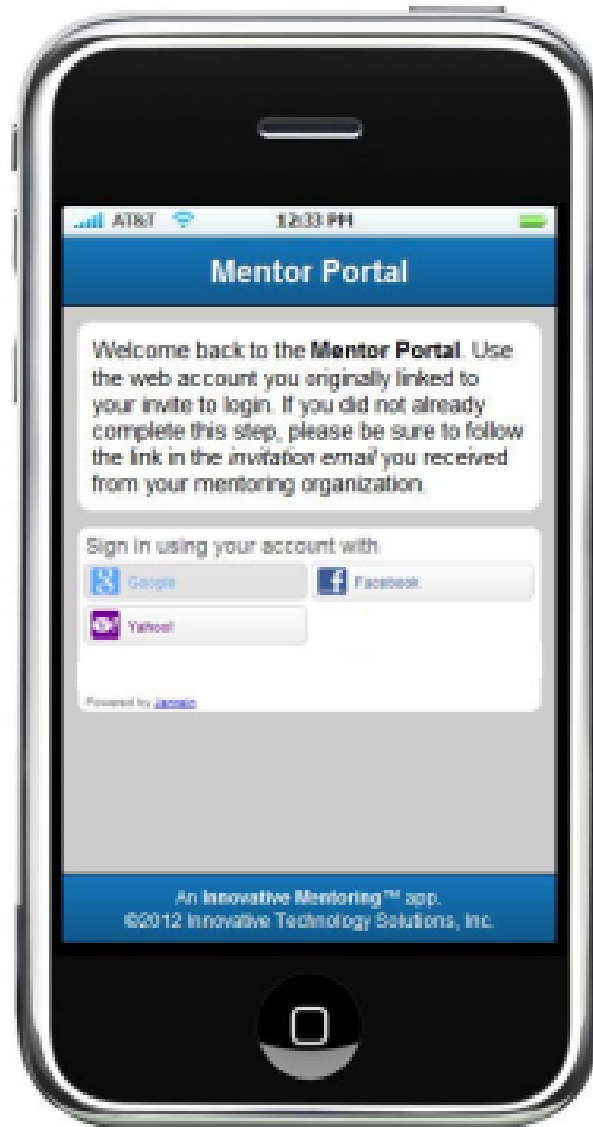 AT&T 12:33 PM
Mentor Portal
Welcome back to the Mentor Portal. Use
the web account you originally linked to
your invite to login. If you did not already
complete this step, please be sure to follow
the link in the invitation email you received
from your mentoring organization.
Sign in using your account with
Google
Facebook
Yahoo!
Powered by Janrain
An Innovative Mentoring™ app.
©2012 Innovative Technology Solutions, Inc.